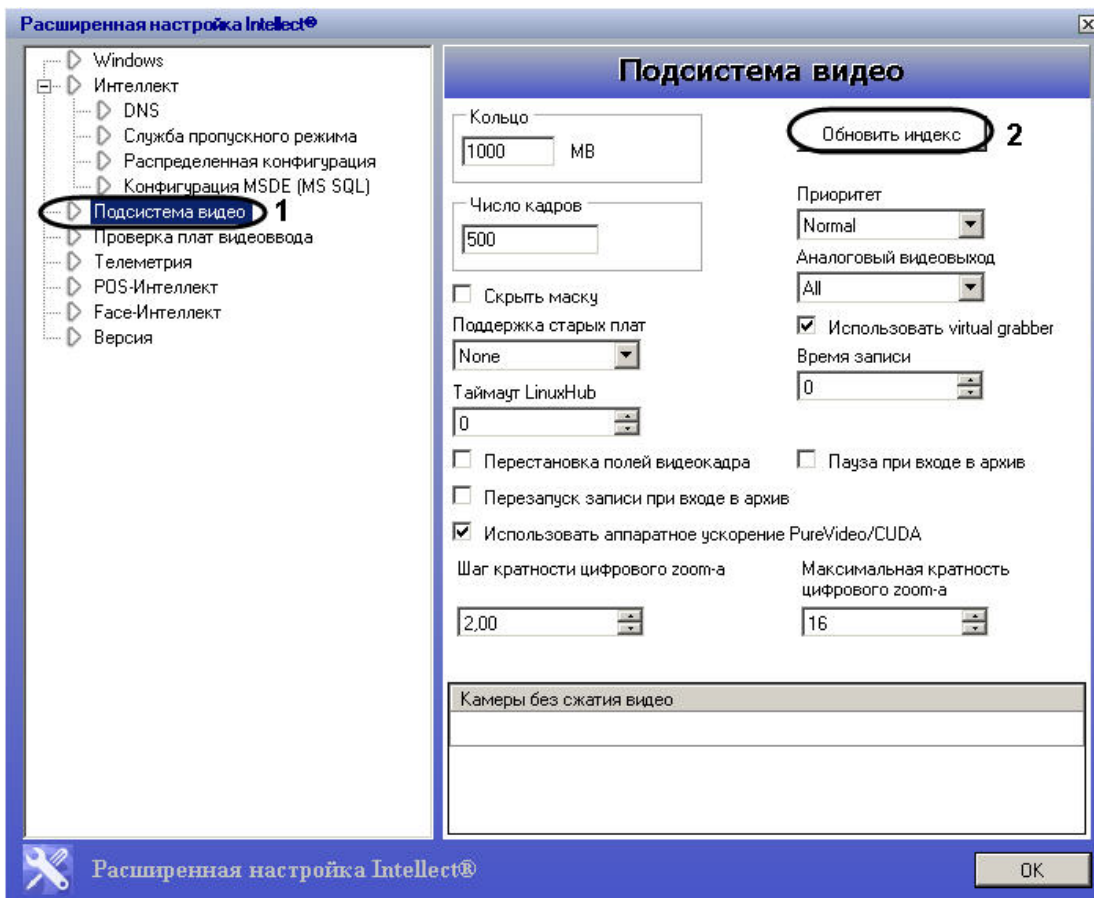 Расширенная настройка Intellect®
Windows
Интеллект
DNS
Служба пропускного режима
Распределенная конфигурация
Конфигурация MSDE (MS SQL)
Подсистема видео 1
Проверка плат видеоввода
Телеметрия
POS-Интеллект
Face-Интеллект
Версия
Подсистема видео
Кольцо
1000 MB
Обновить индекс 2
Число кадров
500
Приоритет
Normal
Аналоговый видеовыход
All
Скрыть маску
Использовать virtual grabber
Поддержка старых плат
None
Время записи
0
Таймаут LinuxHub
0
Перестановка полей видеокадра
Пауза при входе в архив
Перезапуск записи при входе в архив
Использовать аппаратное ускорение PureVideo/CUDA
Шаг кратности цифрового zoom-а
2,00
Максимальная кратность
цифрового zoom-а
16
Камеры без сжатия видео
Расширенная настройка Intellect®
OK